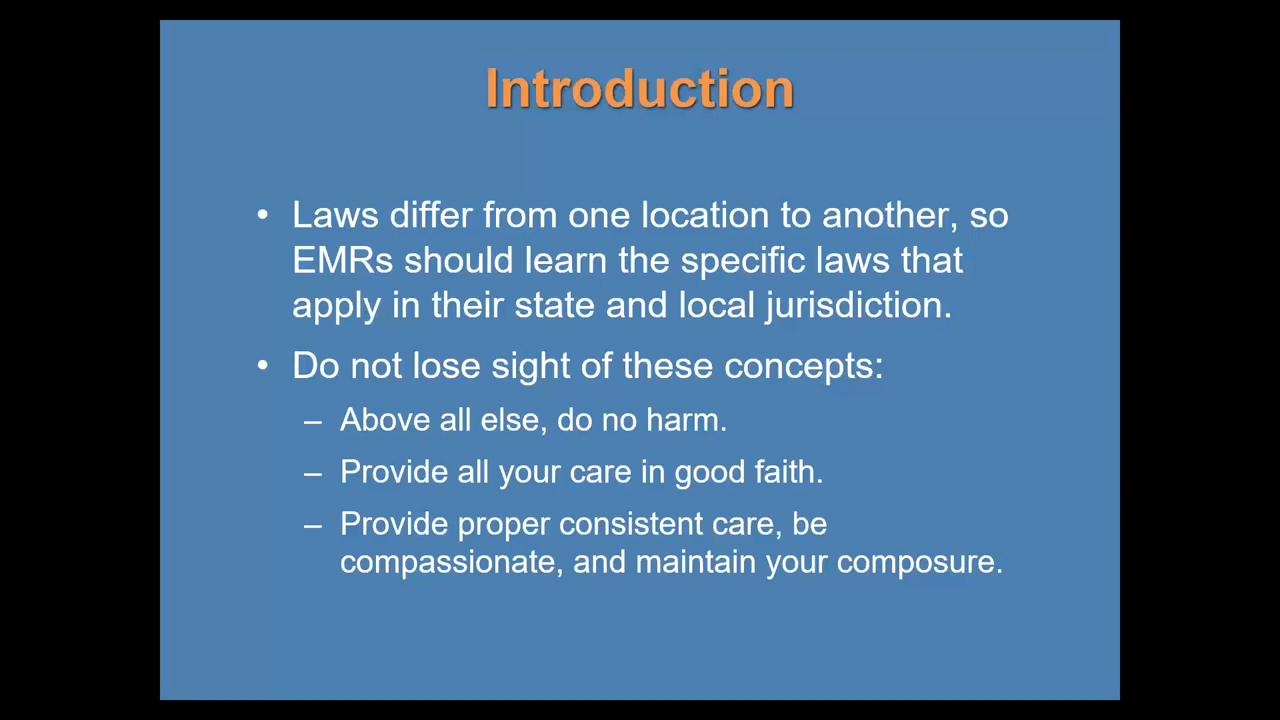 Introduction
• Laws differ from one location to another, so
EMRs should learn the specific laws that
apply in their state and local jurisdiction.
• Do not lose sight of these concepts:
– Above all else, do no harm.
– Provide all your care in good faith.
– Provide proper consistent care, be
compassionate, and maintain your composure.